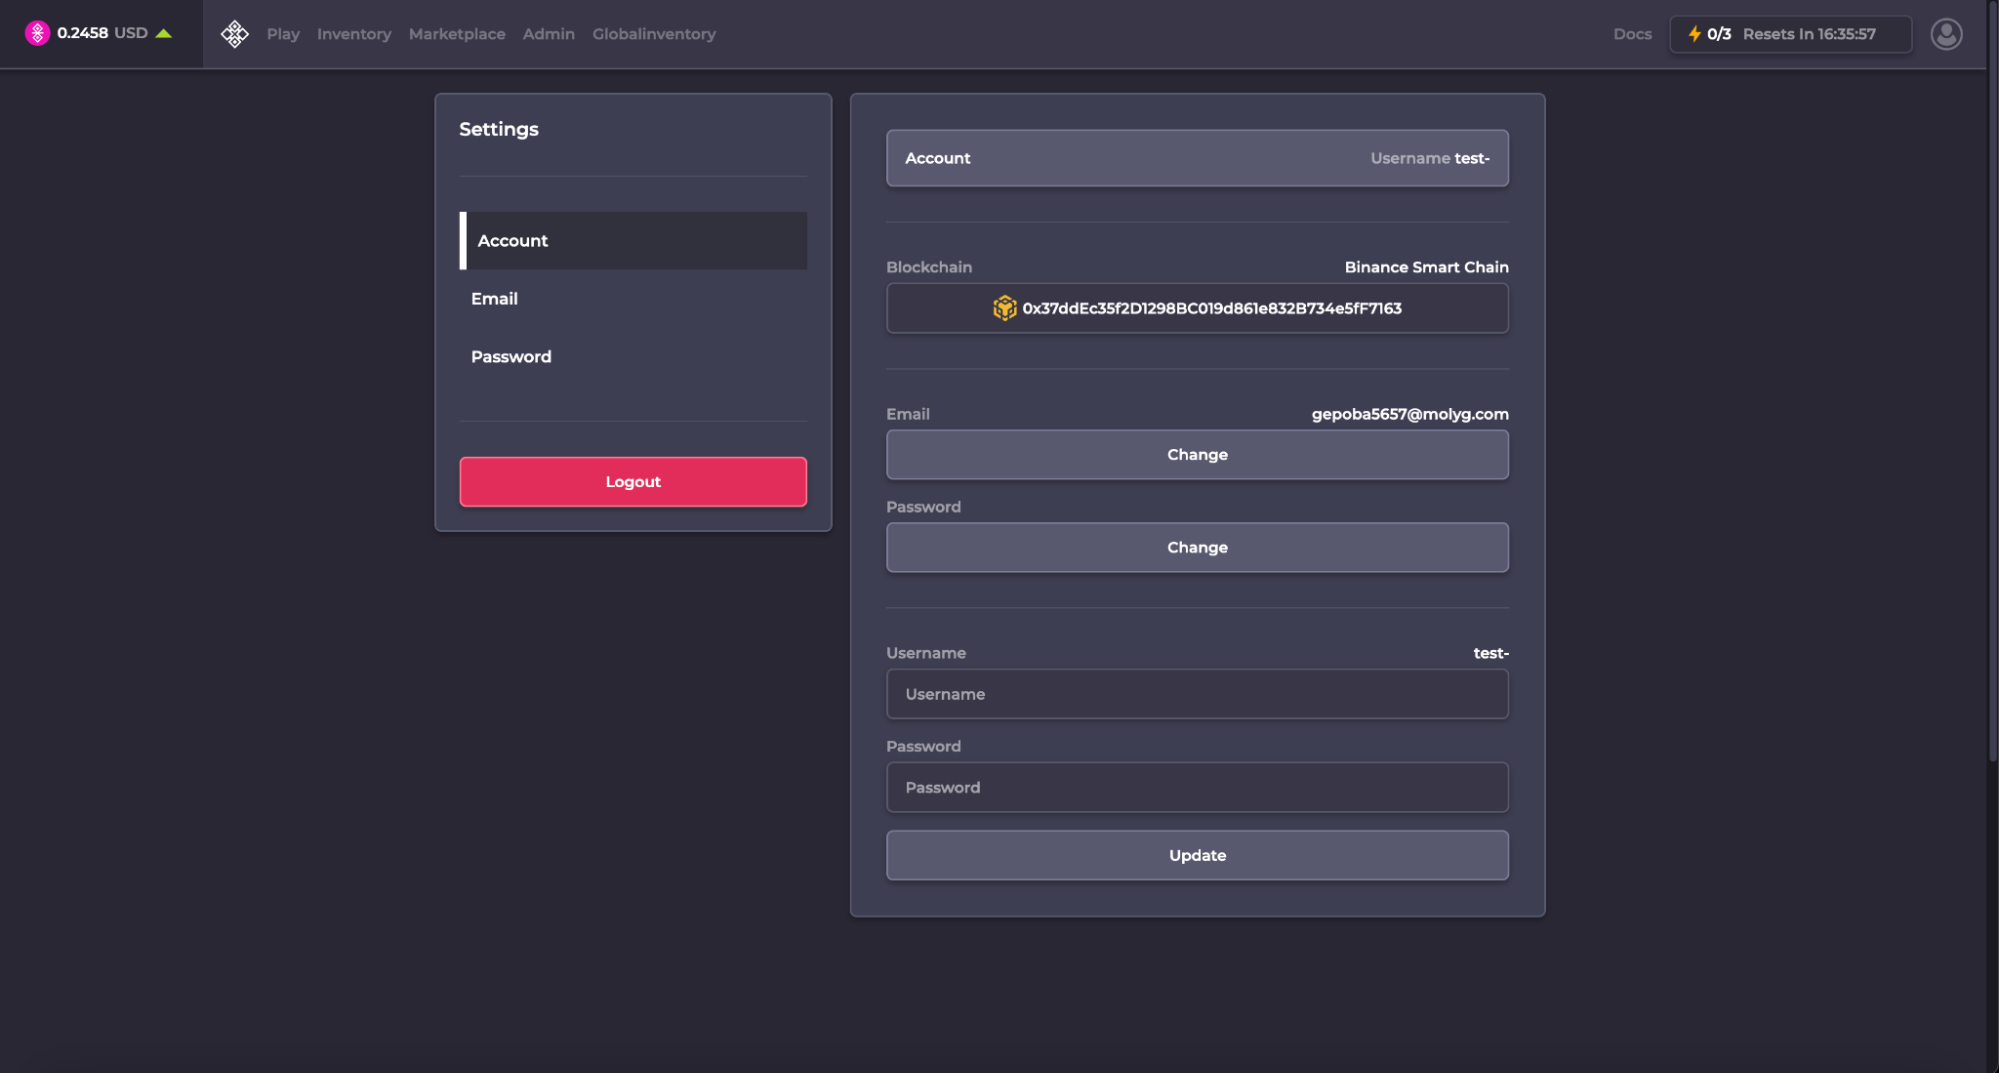 0.2458 USD
Play Inventory Marketplace Admin Globalinventory
Docs
0/3 Resets In 16:35:57
Settings
Account
Email
Password
Logout
Account Username test-
Blockchain Binance Smart Chain
0x37ddEc35f2D1298BC019d861e832B734e5fF7163
Email gepoba5657@molyg.com
Change
Password
Change
Username test-
Username
Password
Password
Update